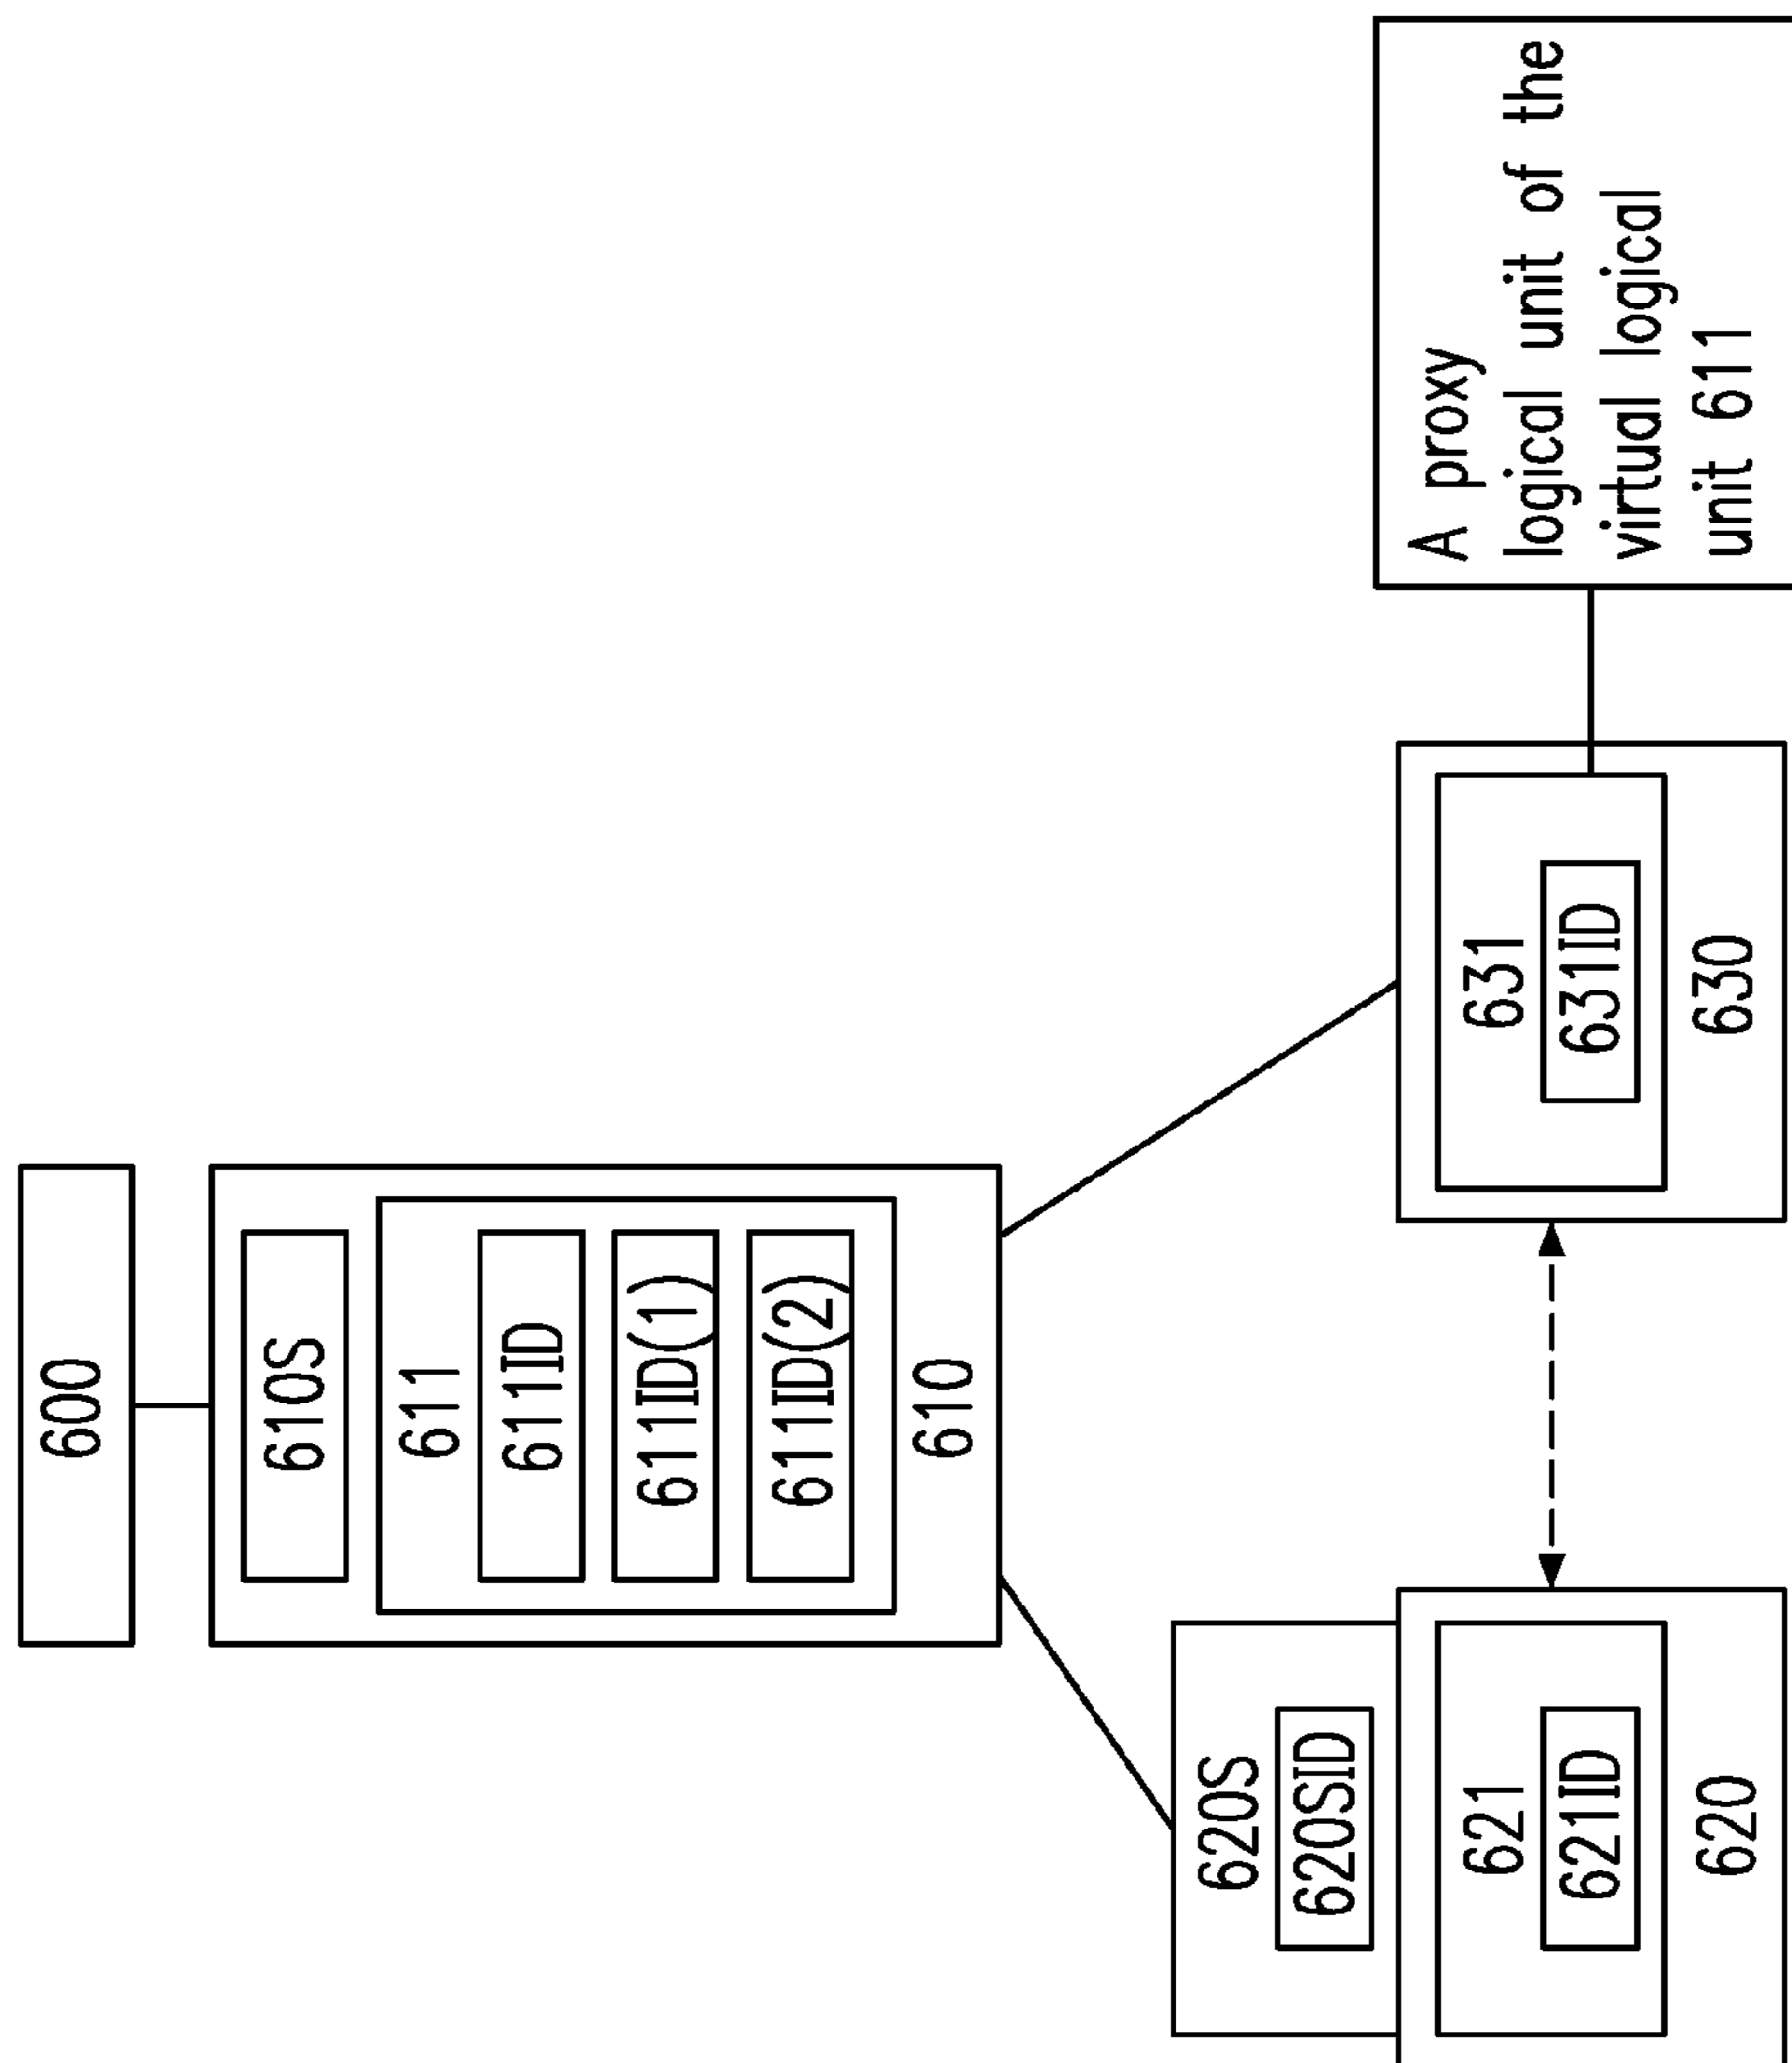 600
610S
611
611ID
611ID(1)
611ID(2)
610
620S
620SID
621
621ID
620
631
631ID
630
A proxy
logical unit of the
virtual logical
unit 611